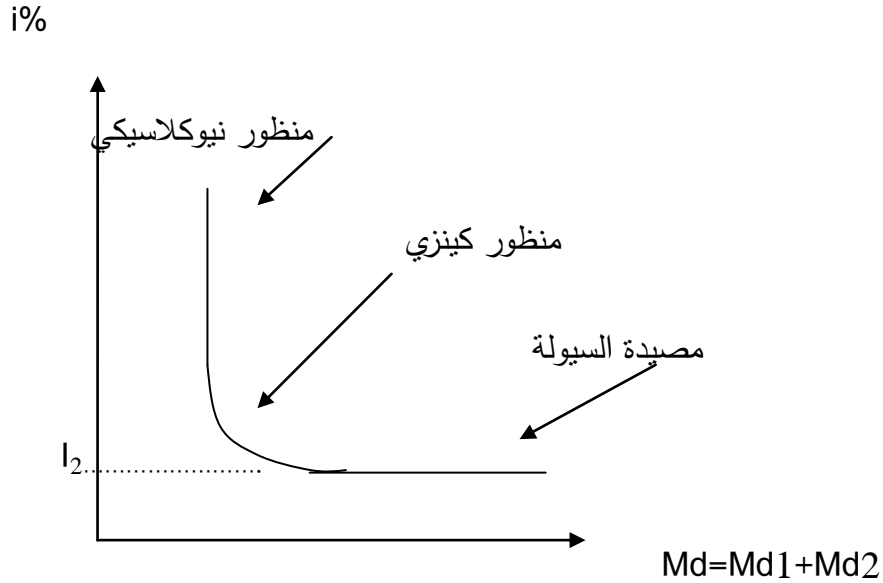 i%
منظور نيوكلاسيكي
منظور كينزي
مصيدة السيولة
I₂
Md=Md1+Md2